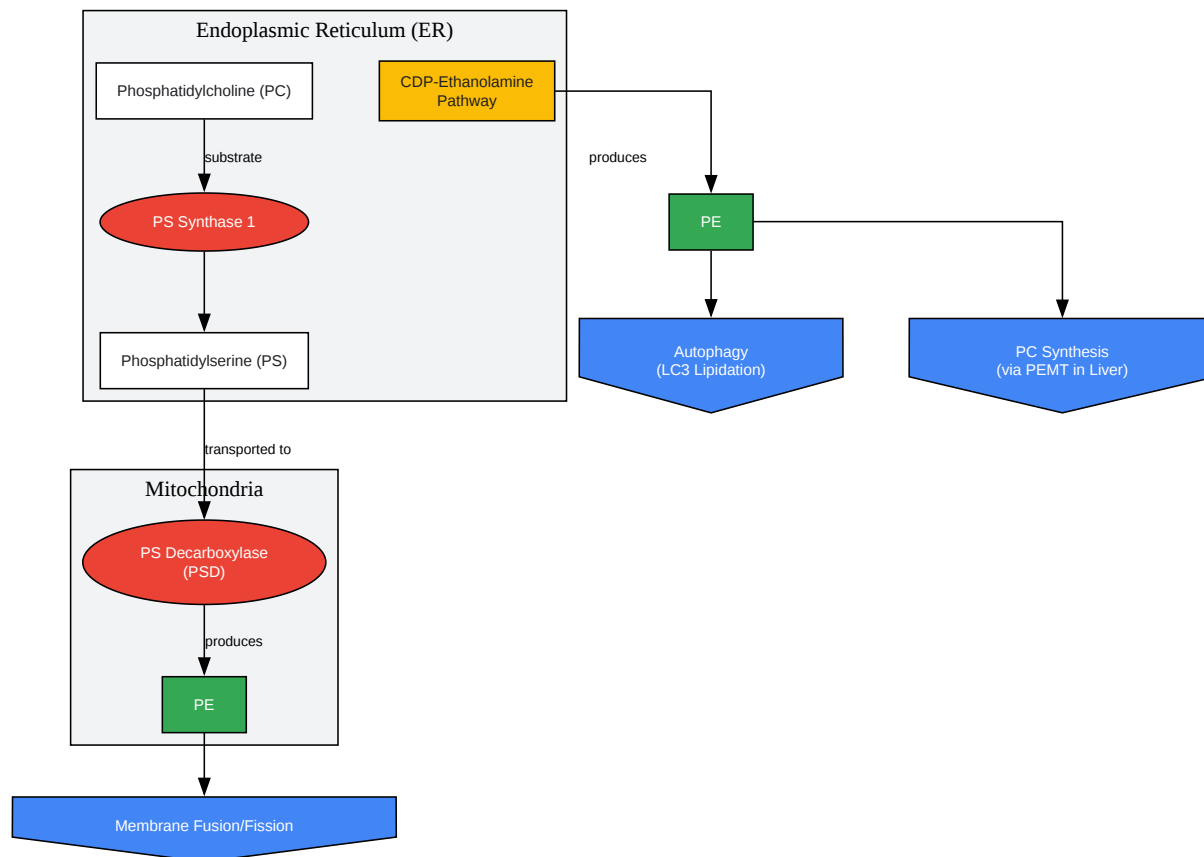 Endoplasmic Reticulum (ER)
Phosphatidylcholine (PC)
CDP-Ethanolamine
Pathway
substrate
produces
PS Synthase 1
PE
Phosphatidylserine (PS)
Autophagy
(LC3 Lipidation)
PC Synthesis
(via PEMT in Liver)
transported to
Mitochondria
PS Decarboxylase
(PSD)
produces
PE
Membrane Fusion/Fission